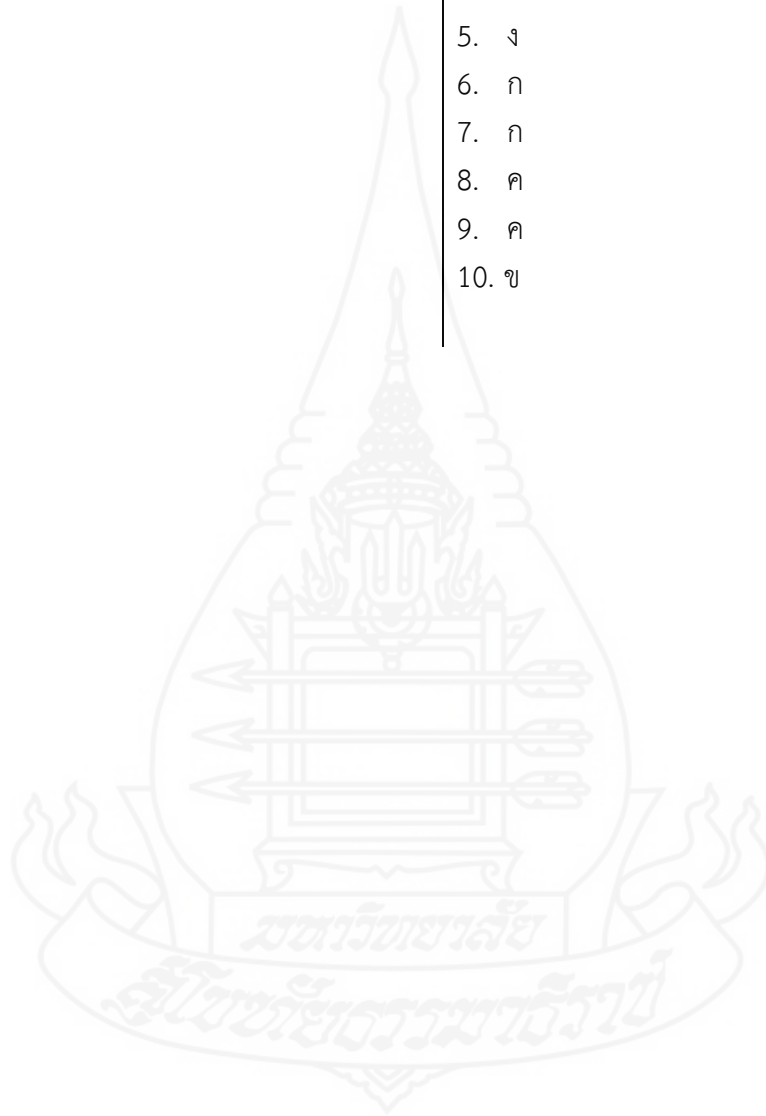 5. ง
6. ก
7. ก
8. ค
9. ค
10. ข
มหาวิทยาลัย
สุโขทัยธรรมาธิราช